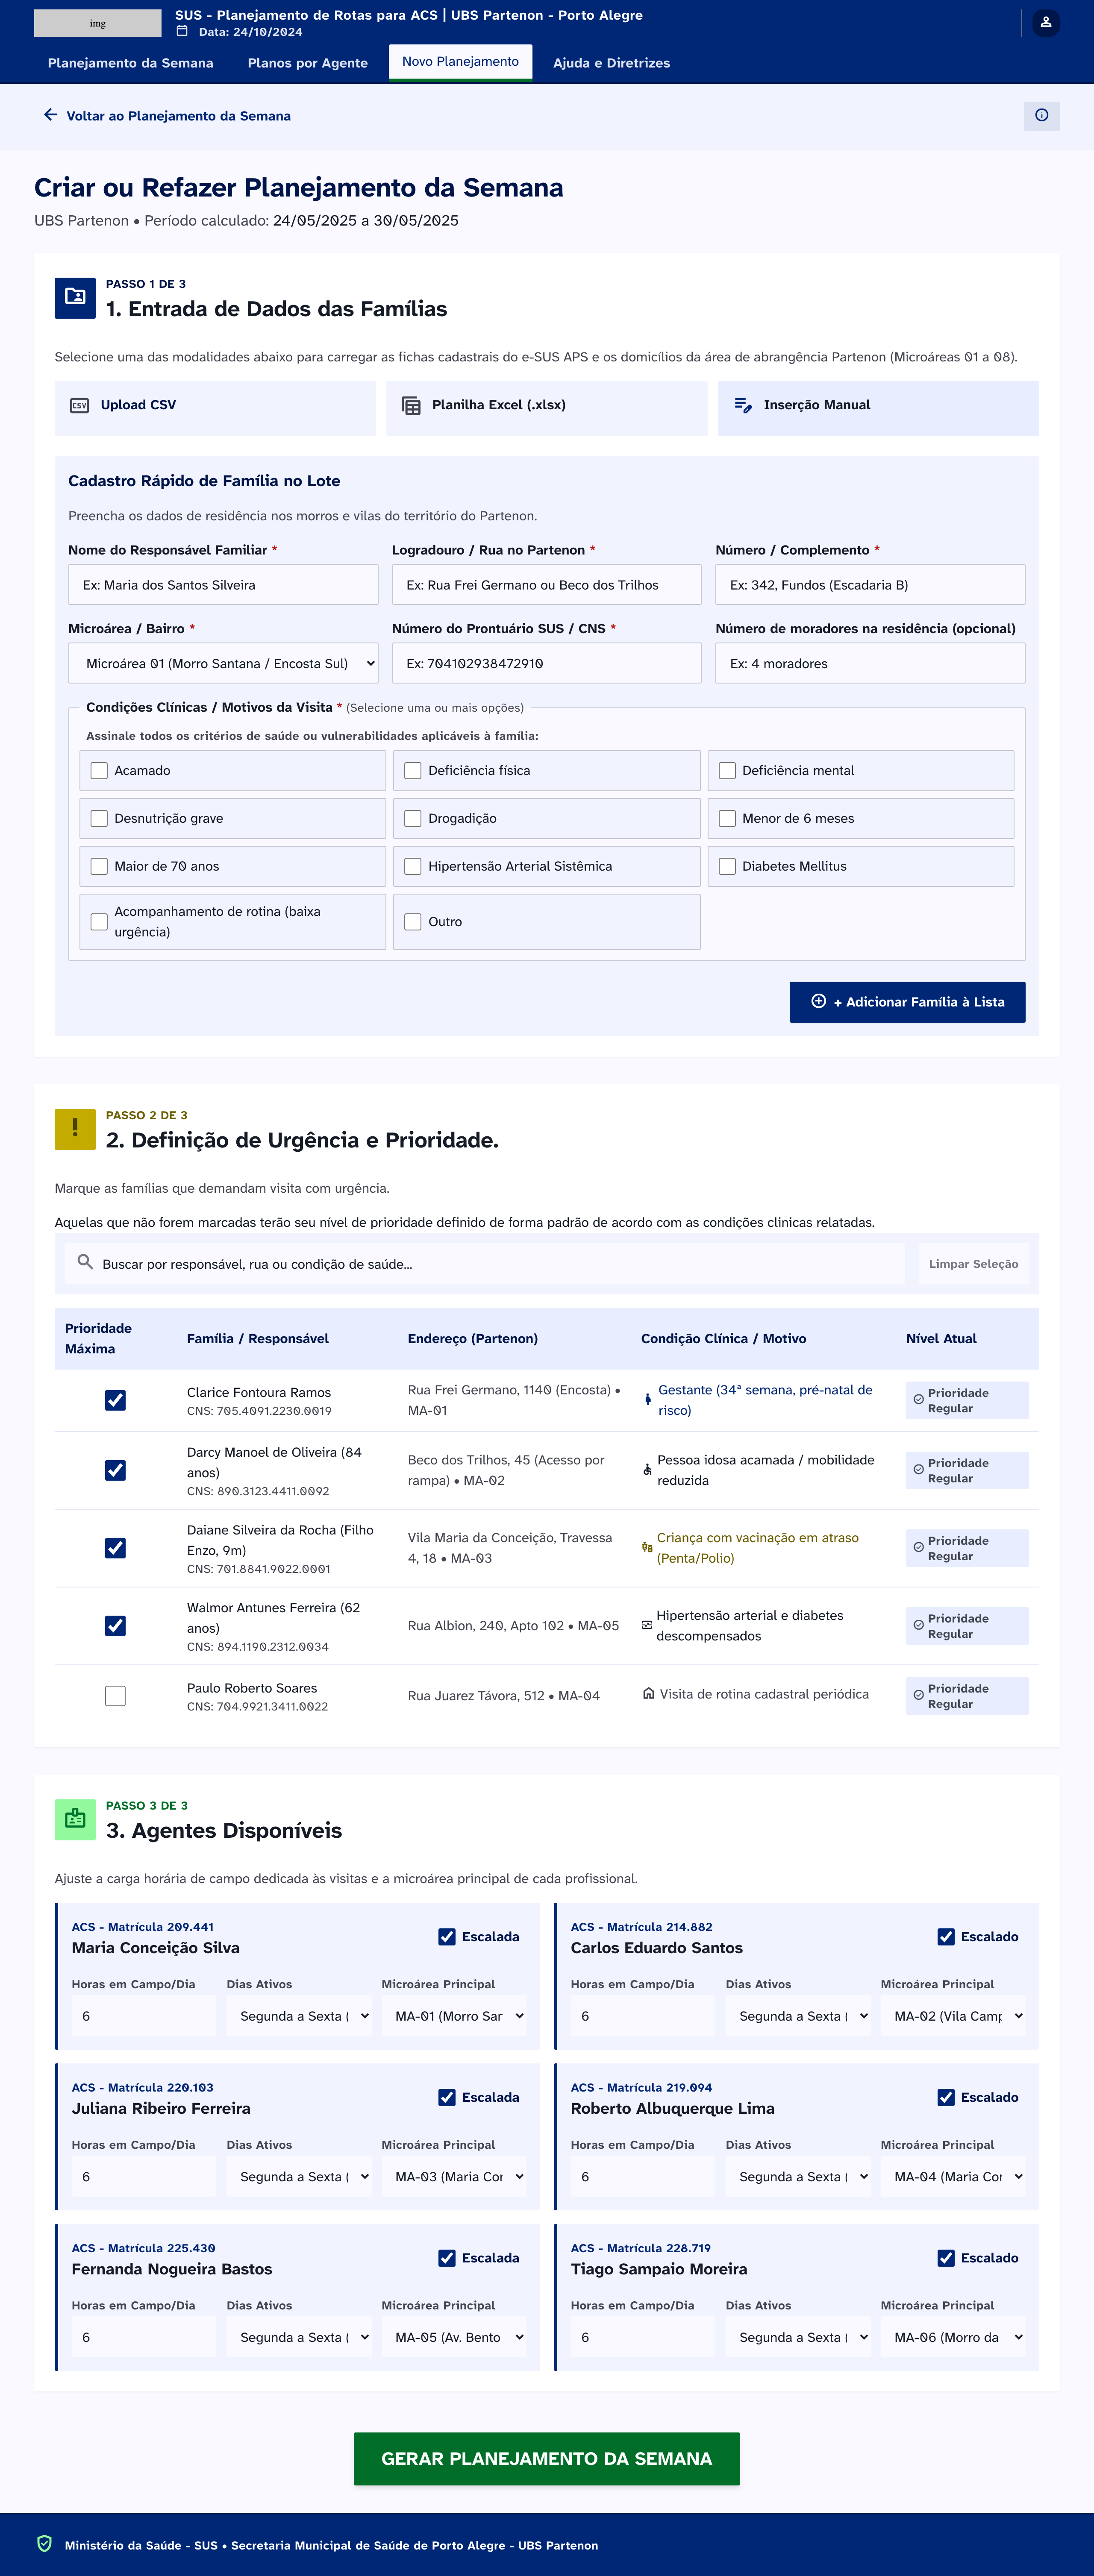 img
SUS - Planejamento de Rotas para ACS | UBS Partenon - Porto Alegre
Data: 24/10/2024
Planejamento da Semana
Planos por Agente
Novo Planejamento
Ajuda e Diretrizes
Voltar ao Planejamento da Semana
Criar ou Refazer Planejamento da Semana
UBS Partenon • Período calculado: 24/05/2025 a 30/05/2025
PASSO 1 DE 3
1. Entrada de Dados das Famílias
Selecione uma das modalidades abaixo para carregar as fichas cadastrais do e-SUS APS e os domicílios da área de abrangência Partenon (Microáreas 01 a 08).
CSV
Upload CSV
Planilha Excel (.xlsx)
Inserção Manual
Cadastro Rápido de Família no Lote
Preencha os dados de residência nos morros e vilas do território do Partenon.
Nome do Responsável Familiar *
Logradouro / Rua no Partenon *
Número / Complemento *
Ex: Maria dos Santos Silveira
Ex: Rua Frei Germano ou Beco dos Trilhos
Ex: 342, Fundos (Escadaria B)
Microárea / Bairro *
Número do Prontuário SUS / CNS *
Número de moradores na residência (opcional)
Microárea 01 (Morro Santana / Encosta Sul)
Ex: 704102938472910
Ex: 4 moradores
Condições Clínicas / Motivos da Visita * (Selecione uma ou mais opções)
Assinale todos os critérios de saúde ou vulnerabilidades aplicáveis à família:
Acamado
Deficiência física
Deficiência mental
Desnutrição grave
Drogadição
Menor de 6 meses
Maior de 70 anos
Hipertensão Arterial Sistêmica
Diabetes Mellitus
Acompanhamento de rotina (baixa
urgência)
Outro
+ Adicionar Família à Lista
PASSO 2 DE 3
2. Definição de Urgência e Prioridade.
Marque as famílias que demandam visita com urgência.
Aquelas que não forem marcadas terão seu nível de prioridade definido de forma padrão de acordo com as condições clinicas relatadas.
Buscar por responsável, rua ou condição de saúde...
Limpar Seleção
Prioridade
Máxima
Família / Responsável
Endereço (Partenon)
Condição Clínica / Motivo
Nível Atual
Clarice Fontoura Ramos
CNS: 705.4091.2230.0019
Rua Frei Germano, 1140 (Encosta) •
MA-01
Gestante (34ª semana, pré-natal de
risco)
Prioridade
Regular
Darcy Manoel de Oliveira (84
anos)
CNS: 890.3123.4411.0092
Beco dos Trilhos, 45 (Acesso por
rampa) • MA-02
Pessoa idosa acamada / mobilidade
reduzida
Prioridade
Regular
Daiane Silveira da Rocha (Filho
Enzo, 9m)
CNS: 701.8841.9022.0001
Vila Maria da Conceição, Travessa
4, 18 • MA-03
Criança com vacinação em atraso
(Penta/Polio)
Prioridade
Regular
Walmor Antunes Ferreira (62
anos)
CNS: 894.1190.2312.0034
Rua Albion, 240, Apto 102 • MA-05
Hipertensão arterial e diabetes
descompensados
Prioridade
Regular
Paulo Roberto Soares
CNS: 704.9921.3411.0022
Rua Juarez Távora, 512 • MA-04
Visita de rotina cadastral periódica
Prioridade
Regular
PASSO 3 DE 3
3. Agentes Disponíveis
Ajuste a carga horária de campo dedicada às visitas e a microárea principal de cada profissional.
ACS - Matrícula 209.441
Maria Conceição Silva
Escalada
Horas em Campo/Dia
Dias Ativos
Microárea Principal
6
Segunda a Sexta (
MA-01 (Morro San
ACS - Matrícula 214.882
Carlos Eduardo Santos
Escalado
Horas em Campo/Dia
Dias Ativos
Microárea Principal
6
Segunda a Sexta (
MA-02 (Vila Camp
ACS - Matrícula 220.103
Juliana Ribeiro Ferreira
Escalada
Horas em Campo/Dia
Dias Ativos
Microárea Principal
6
Segunda a Sexta (
MA-03 (Maria Con
ACS - Matrícula 219.094
Roberto Albuquerque Lima
Escalado
Horas em Campo/Dia
Dias Ativos
Microárea Principal
6
Segunda a Sexta (
MA-04 (Maria Con
ACS - Matrícula 225.430
Fernanda Nogueira Bastos
Escalada
Horas em Campo/Dia
Dias Ativos
Microárea Principal
6
Segunda a Sexta (
MA-05 (Av. Bento
ACS - Matrícula 228.719
Tiago Sampaio Moreira
Escalado
Horas em Campo/Dia
Dias Ativos
Microárea Principal
6
Segunda a Sexta (
MA-06 (Morro da
GERAR PLANEJAMENTO DA SEMANA
Ministério da Saúde - SUS • Secretaria Municipal de Saúde de Porto Alegre - UBS Partenon